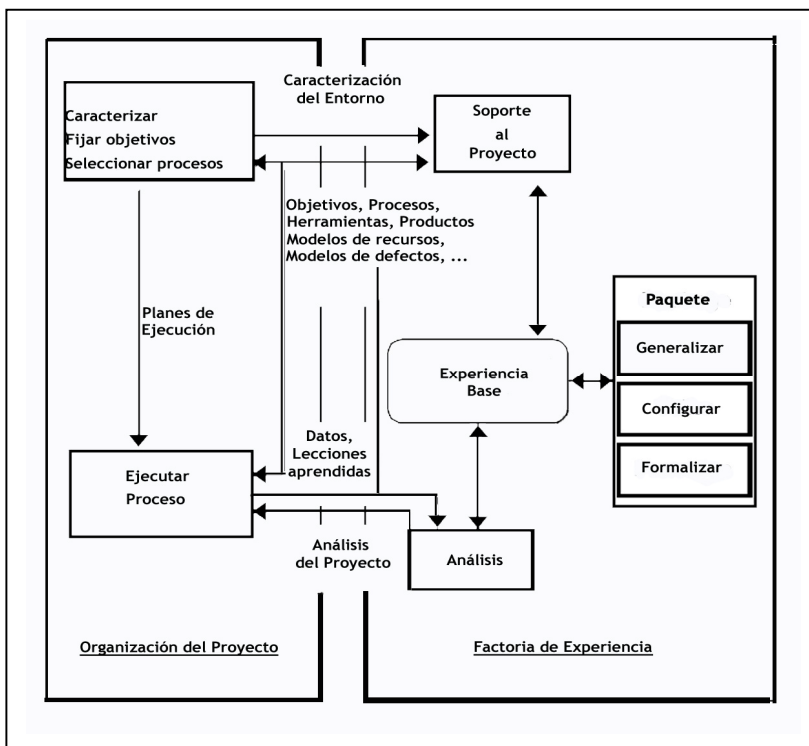 Caracterización
del Entorno
Caracterizar
Fijar objetivos
Seleccionar procesos
Soporte
al
Proyecto
Objetivos, Procesos,
Herramientas, Productos
Modelos de recursos,
Modelos de defectos, ...
Planes de
Ejecución
Paquete
Generalizar
Configurar
Formalizar
Experiencia
Base
Datos,
Lecciones
aprendidas
Ejecutar
Proceso
Análisis
del Proyecto
Análisis
Organización del Proyecto
Factoria de Experiencia